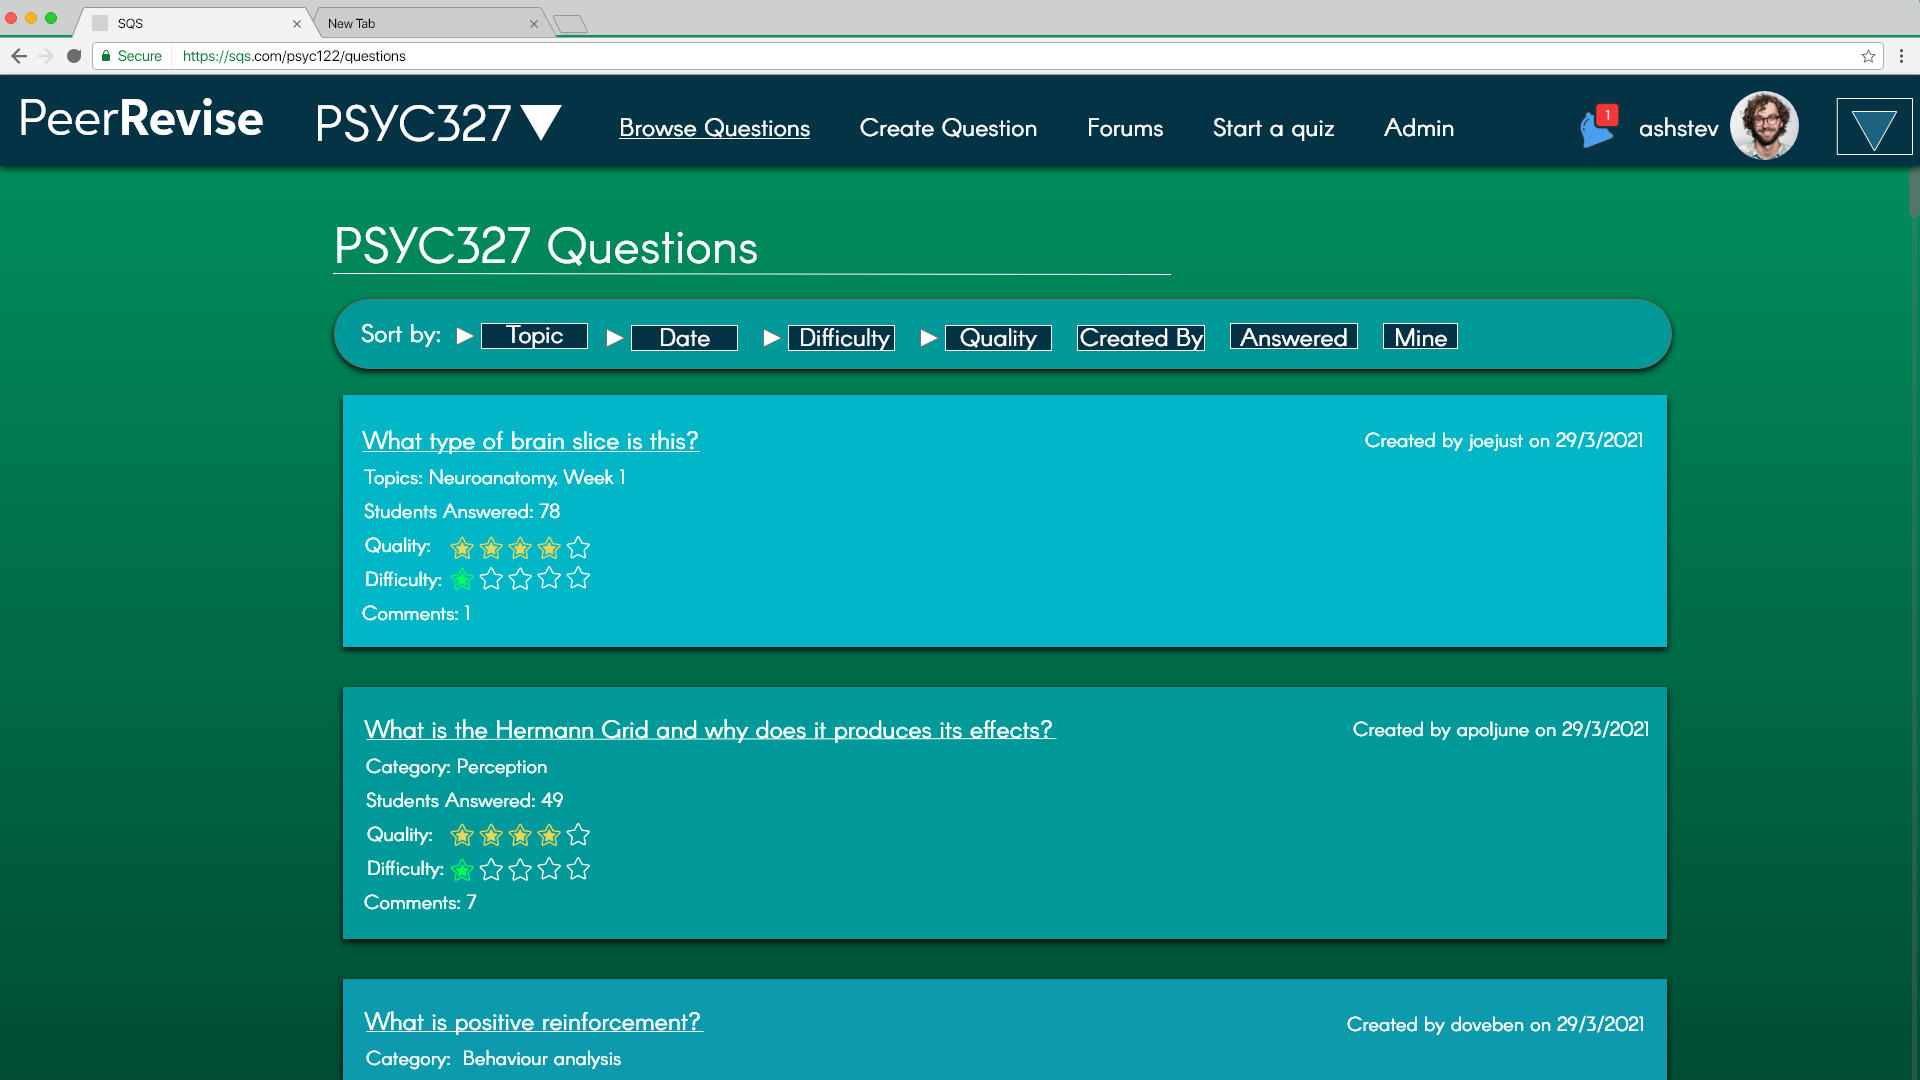 SQS
New Tab
Secure https://sqs.com/psyc122/questions
PeerRevise PSYC327 Browse Questions Create Question Forums Start a quiz Admin 1 ashstev
PSYC327 Questions
Sort by: Topic Date Difficulty Quality Created By Answered Mine
What type of brain slice is this? Created by joejust on 29/3/2021
Topics: Neuroanatomy, Week 1
Students Answered: 78
Quality:
Difficulty:
Comments: 1
What is the Hermann Grid and why does it produces its effects? Created by apoljune on 29/3/2021
Category: Perception
Students Answered: 49
Quality:
Difficulty:
Comments: 7
What is positive reinforcement? Created by doveben on 29/3/2021
Category: Behaviour analysis